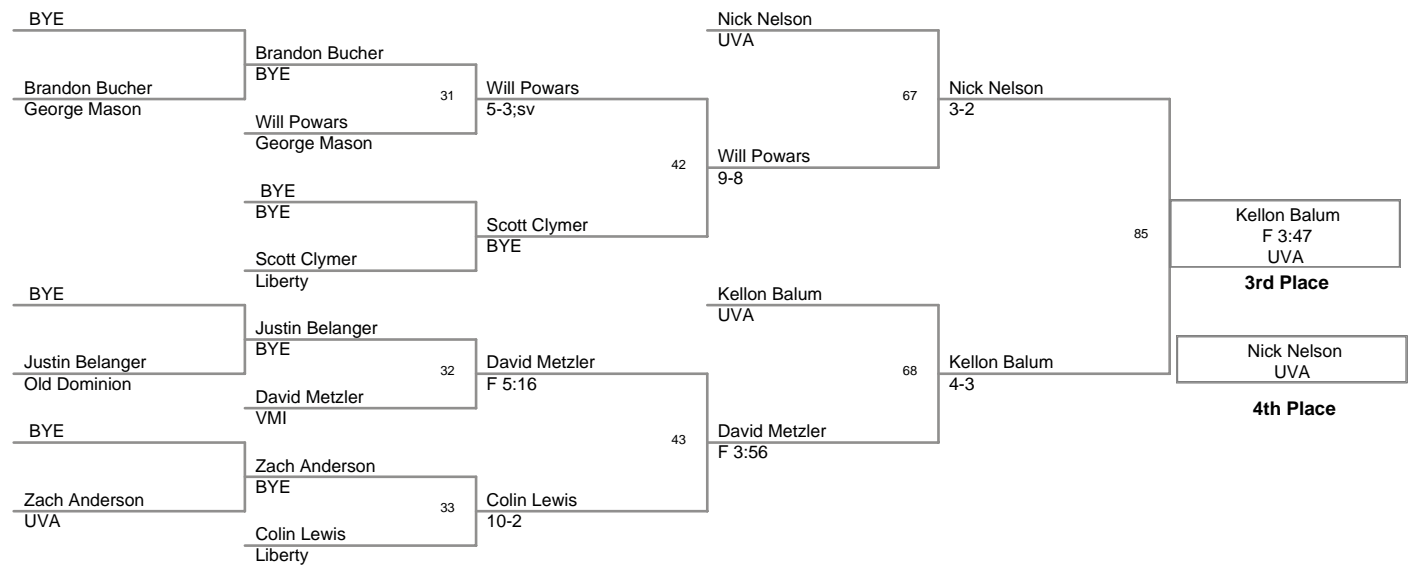 BYE
Brandon Bucher
George Mason
BYE
Justin Belanger
Old Dominion
BYE
Zach Anderson
UVA
Brandon Bucher
BYE
31
Will Powars
George Mason
BYE
BYE
Scott Clymer
Liberty
Justin Belanger
BYE
32
David Metzler
VMI
Zach Anderson
BYE
33
Colin Lewis
Liberty
Will Powars
5-3;sv
42
Scott Clymer
BYE
David Metzler
F 5:16
43
Colin Lewis
10-2
Nick Nelson
UVA
67
Will Powars
9-8
Kellon Balum
UVA
68
David Metzler
F 3:56
Nick Nelson
3-2
85
Kellon Balum
4-3
Kellon Balum
F 3:47
UVA
3rd Place
Nick Nelson
UVA
4th Place